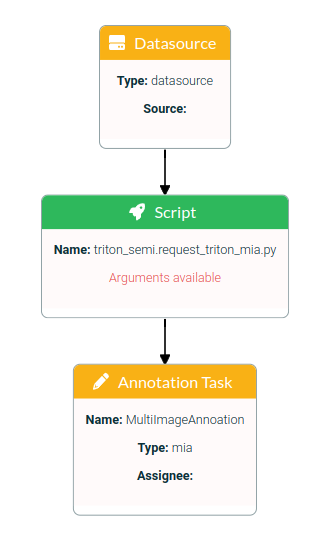 Datasource
Type: datasource
Source:
Script
Name: triton_semi.request_triton_mia.py
Arguments available
Annotation Task
Name: MultiImageAnnoation
Type: mia
Assignee: